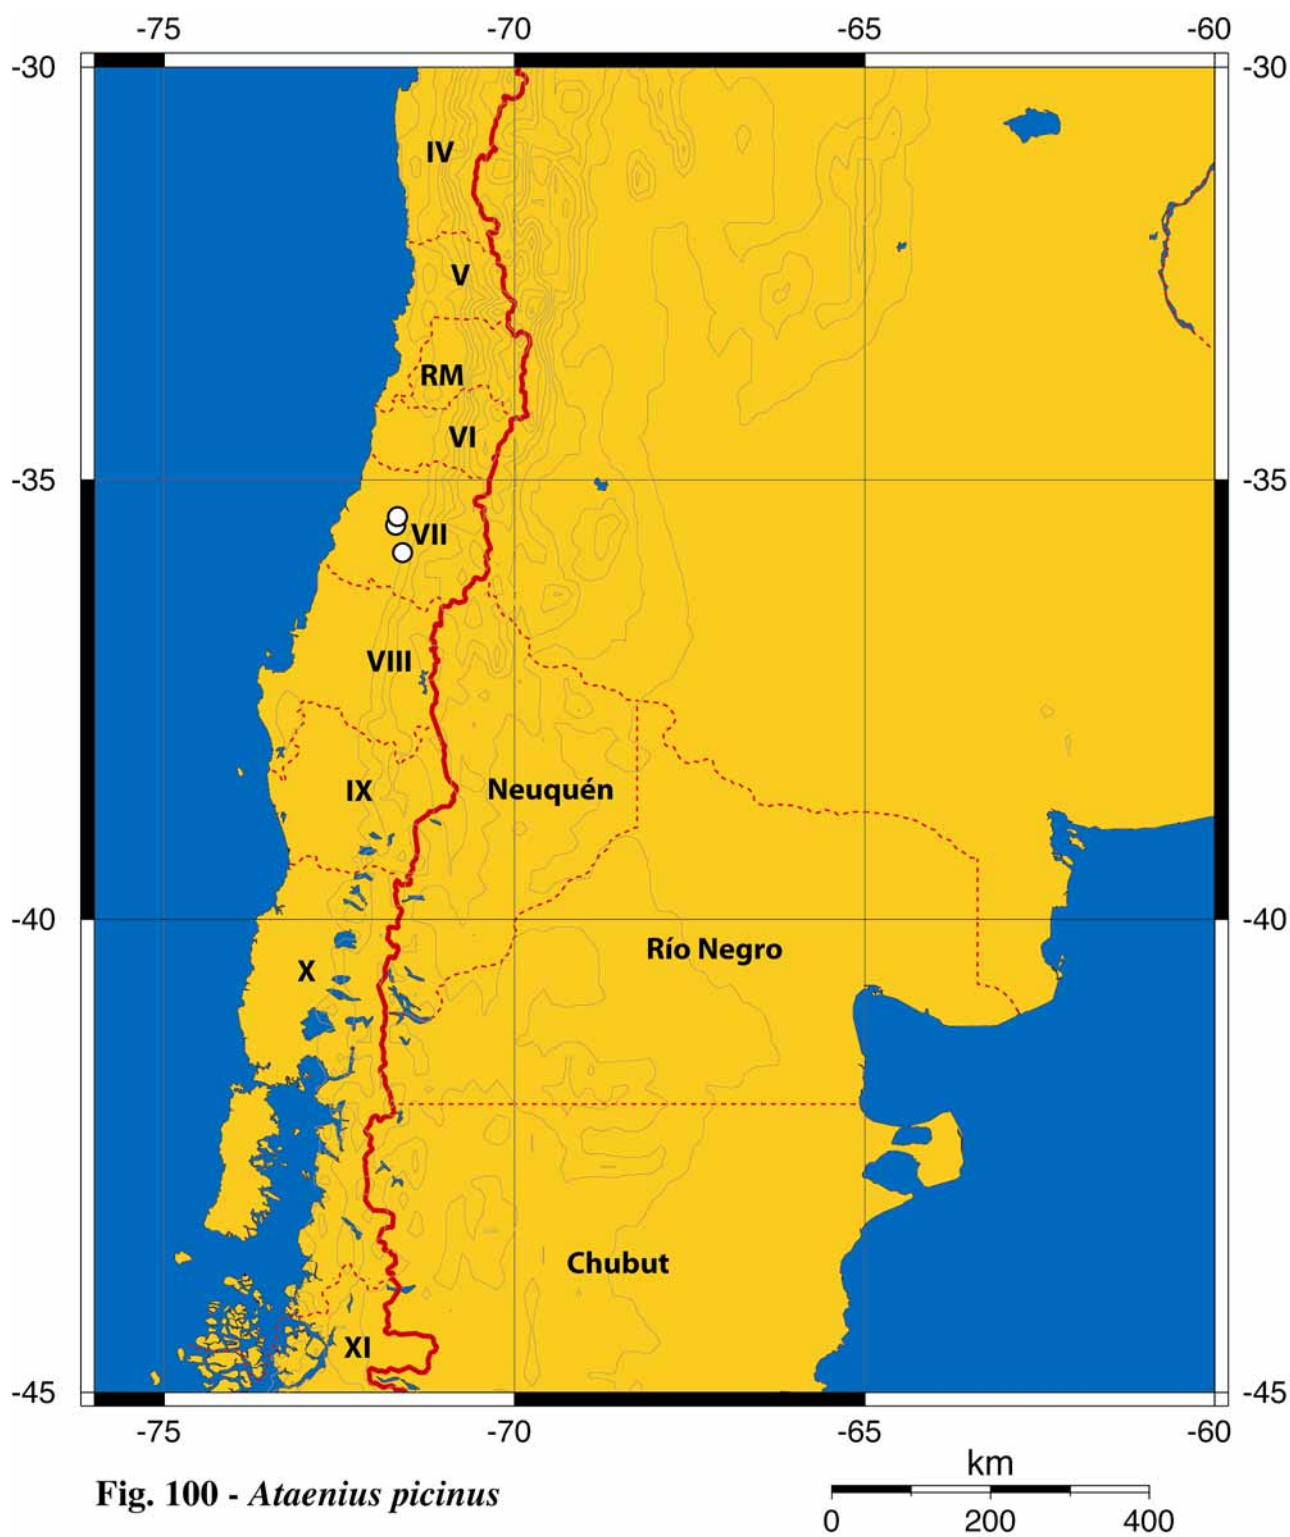 -75 -70 -65 -60
-30 -30
IV
V
RM
VI
-35 -35
VII
VIII
IX Neuquén
-40 -40
Río Negro
X
Chubut
XI
-45 -45
-75 -70 -65 -60
km
Fig. 100 - Ataenius picinus
0 200 400